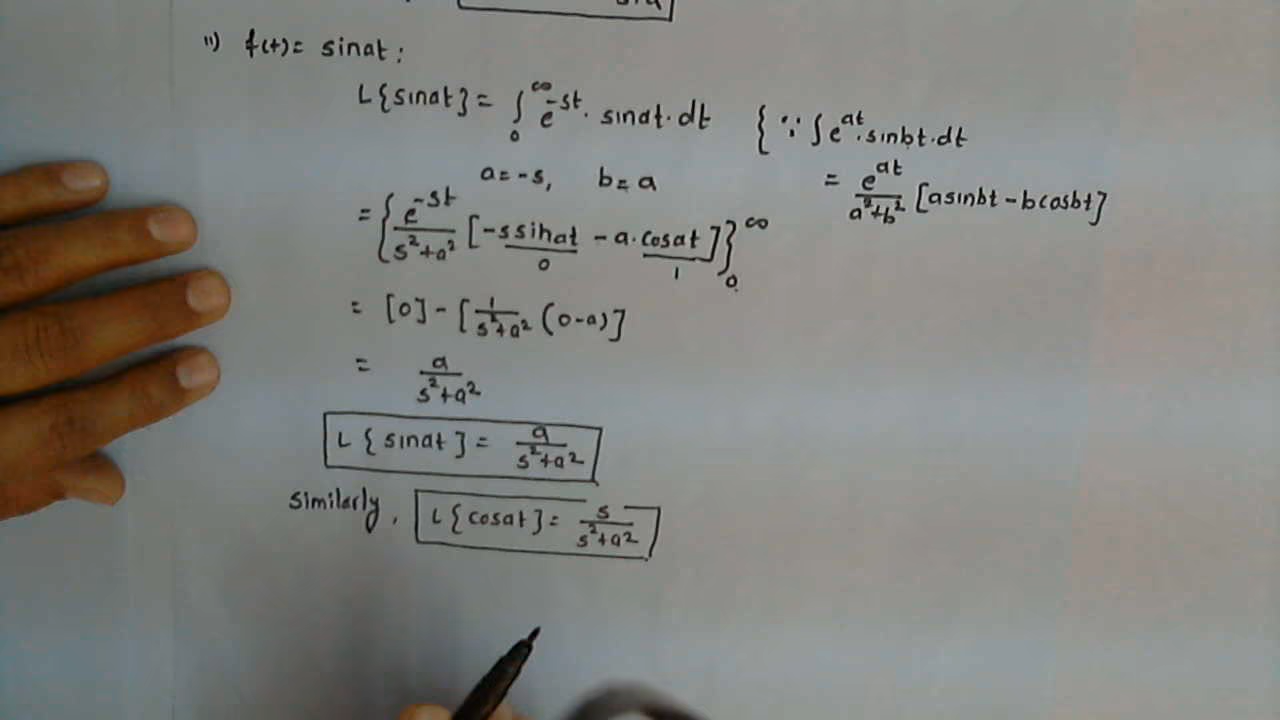 11) f(t)= sinat:
L{sinat}= ∫₀^∞ e^-st. sinat.dt { ∵ ∫e^at.sinbt.dt
= e^at/a²+b² [asinbt - bcosbt]
a=-s, b=a
={e^-st/s²+a² [-ssinat - a.cosat]}₀^∞
0 1
= [0]-[1/s²+a² (0-a)]
= a/s²+a²
L{sinat}= a/s²+a²
Similarly, L{cosat}= s/s²+a²